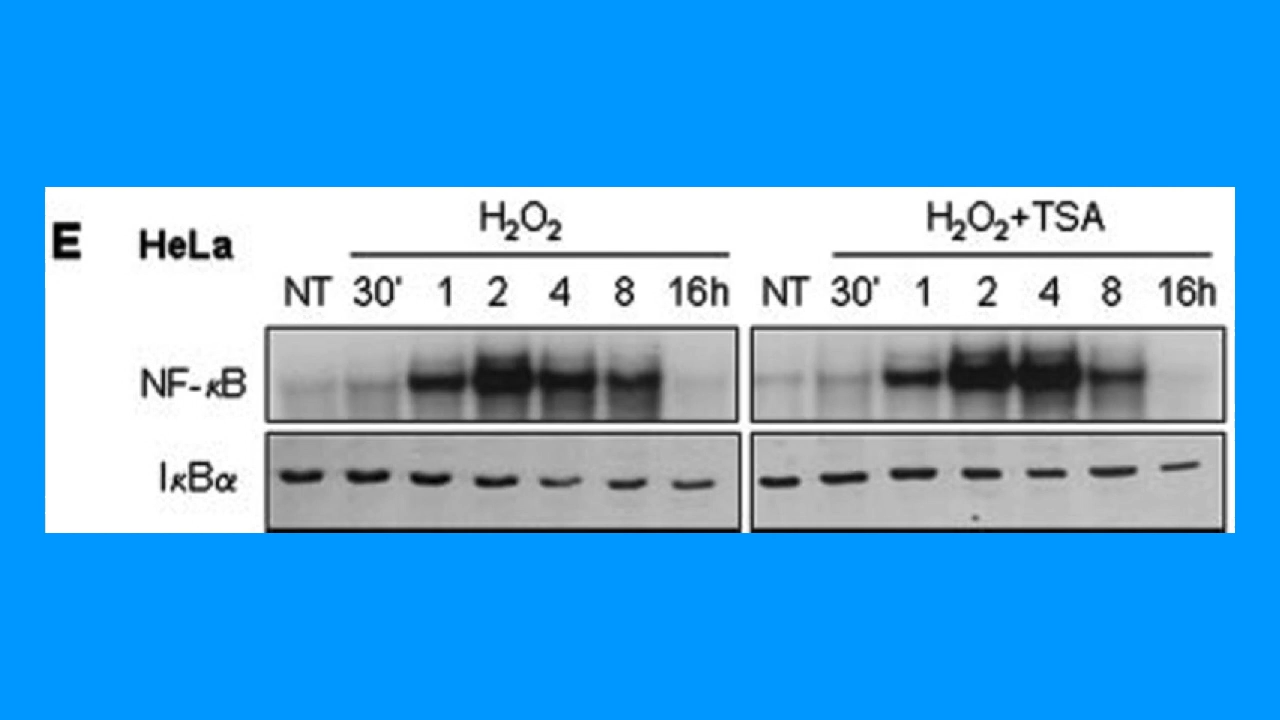 E HeLa H₂O₂ H₂O₂+TSA
NT 30' 1 2 4 8 16h NT 30' 1 2 4 8 16h
NF-κB
IκBα